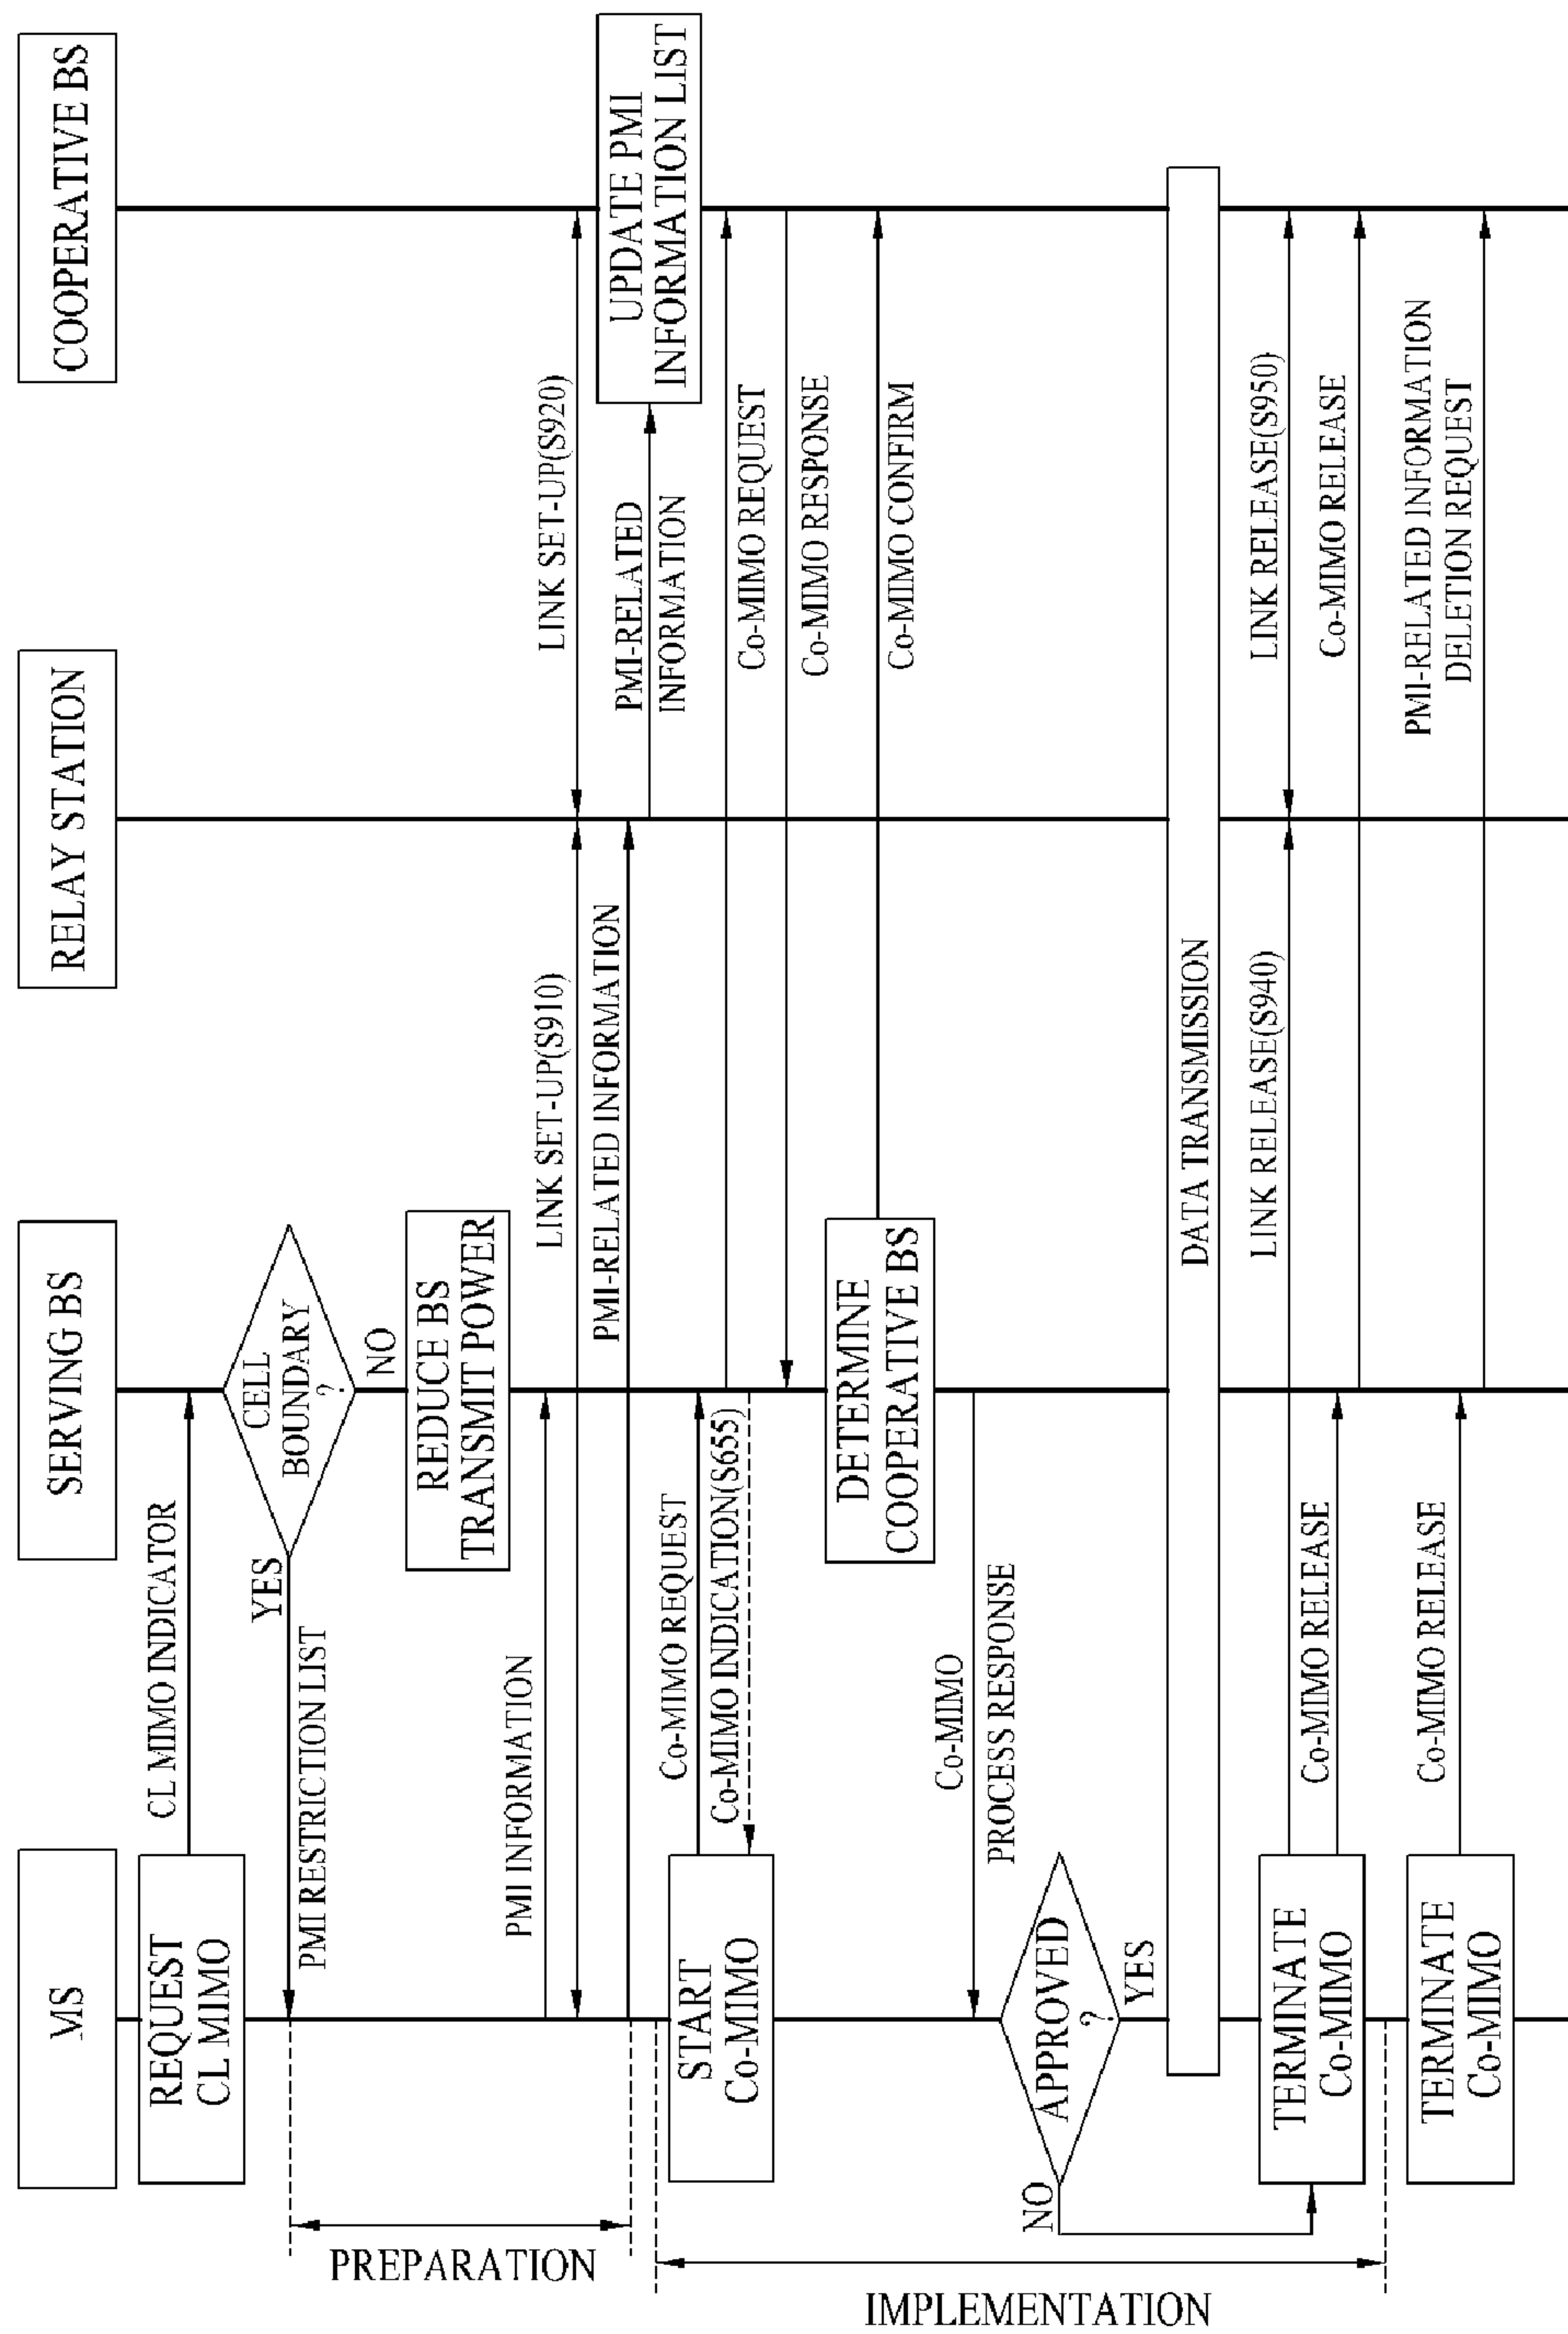 MS
SERVING BS
RELAY STATION
COOPERATIVE BS
REQUEST
CL MIMO
CL MIMO INDICATOR
CELL
BOUNDARY
?
YES
NO
PMI RESTRICTION LIST
REDUCE BS
TRANSMIT POWER
PMI INFORMATION
LINK SET-UP(S910)
LINK SET-UP(S920)
PMI-RELATED INFORMATION
PMI-RELATED
INFORMATION
UPDATE PMI
INFORMATION LIST
PREPARATION
START
Co-MIMO
Co-MIMO REQUEST
Co-MIMO INDICATION(S655)
Co-MIMO REQUEST
Co-MIMO RESPONSE
DETERMINE
COOPERATIVE BS
Co-MIMO CONFIRM
Co-MIMO
PROCESS RESPONSE
APPROVED
?
NO
YES
DATA TRANSMISSION
IMPLEMENTATION
TERMINATE
Co-MIMO
LINK RELEASE(S940)
LINK RELEASE(S950)
Co-MIMO RELEASE
Co-MIMO RELEASE
TERMINATE
Co-MIMO
Co-MIMO RELEASE
PMI-RELATED INFORMATION
DELETION REQUEST